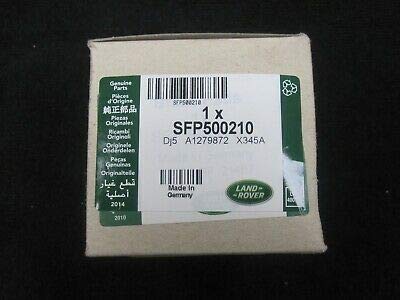 Genuine
Parts
Pièces
d'Origine
純正部品
Piezas
Originales
Ricambi
Originali
Originele
Onderdelen
Peças
Genuínas
Originalteile
قطع غيار
أصلية
2014
2010
SFP500210
1 x
SFP500210
Dj5 A1279872 X345A
Made In
Germany
LAND
ROVER